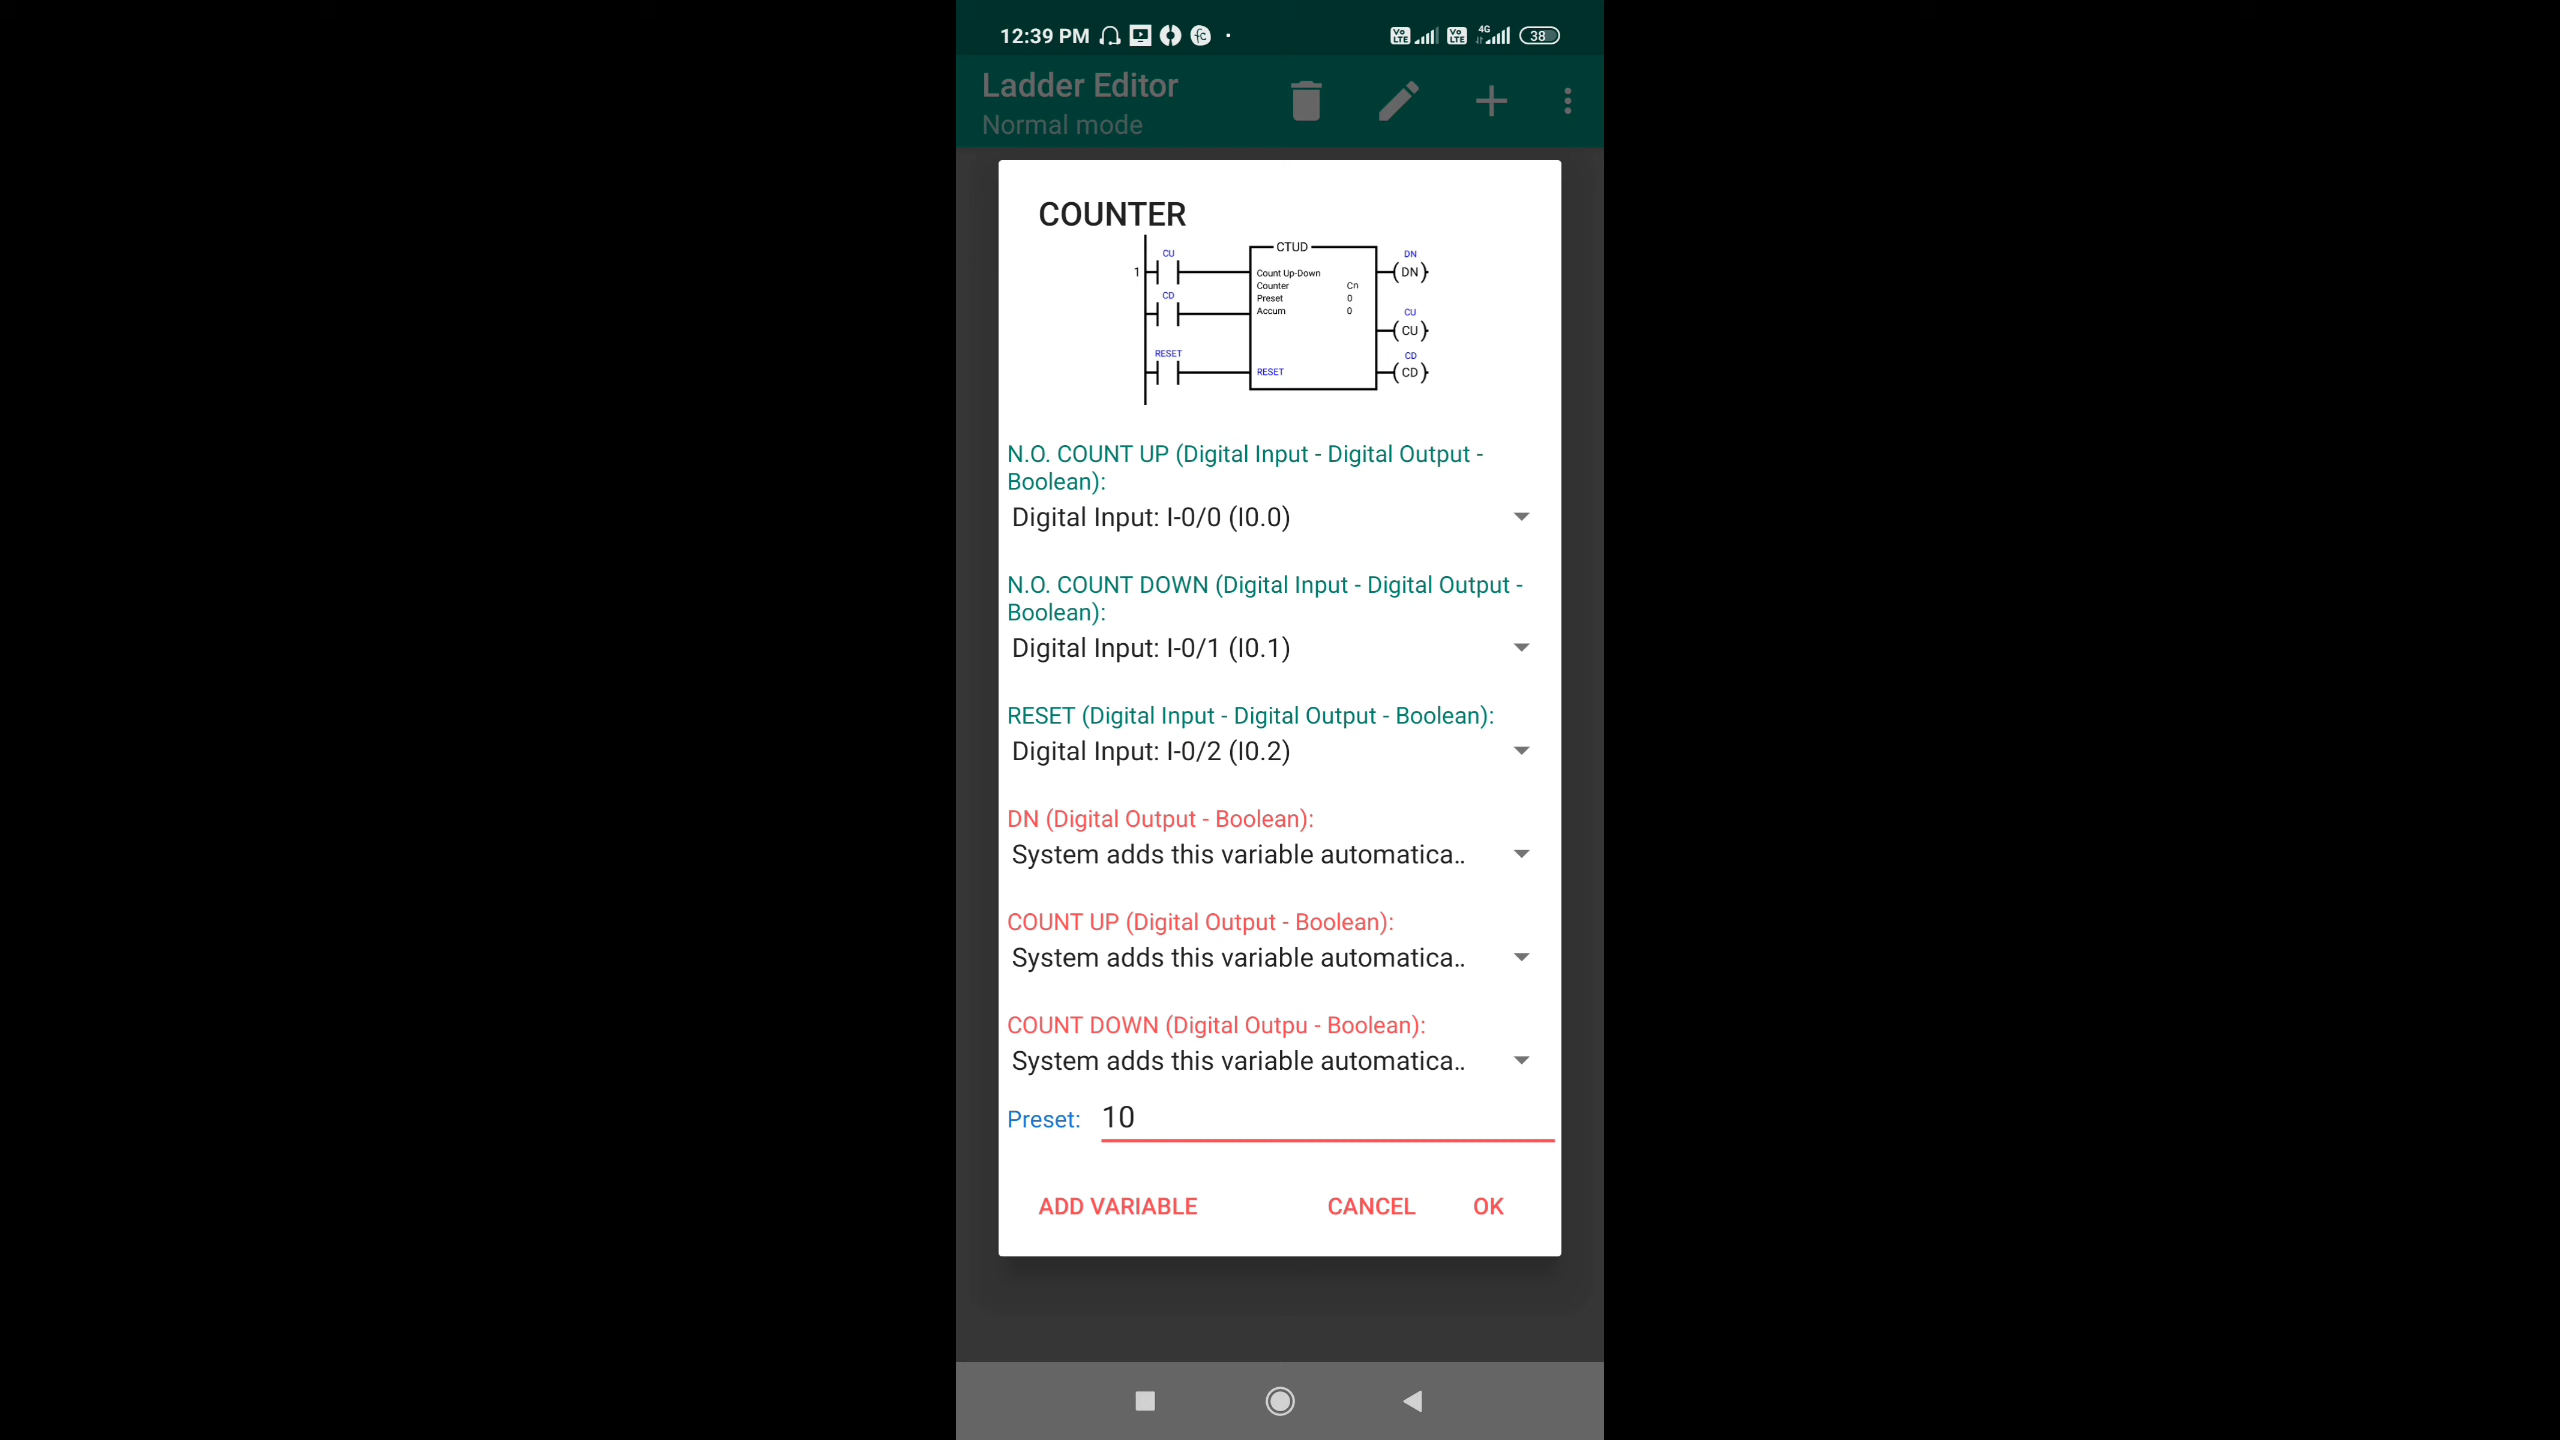 12:39 PM
Vo LTE
Vo LTE
4G
38
Ladder Editor
Normal mode
COUNTER
CTUD
CU
DN
1
Count Up-Down
DN
Counter Cn
CD
Preset 0
Accum 0
CU
CU
RESET
CD
RESET
CD
N.O. COUNT UP (Digital Input - Digital Output -
Boolean):
Digital Input: I-0/0 (I0.0)
N.O. COUNT DOWN (Digital Input - Digital Output -
Boolean):
Digital Input: I-0/1 (I0.1)
RESET (Digital Input - Digital Output - Boolean):
Digital Input: I-0/2 (I0.2)
DN (Digital Output - Boolean):
System adds this variable automatica..
COUNT UP (Digital Output - Boolean):
System adds this variable automatica..
COUNT DOWN (Digital Outpu - Boolean):
System adds this variable automatica..
Preset: 10
ADD VARIABLE CANCEL OK